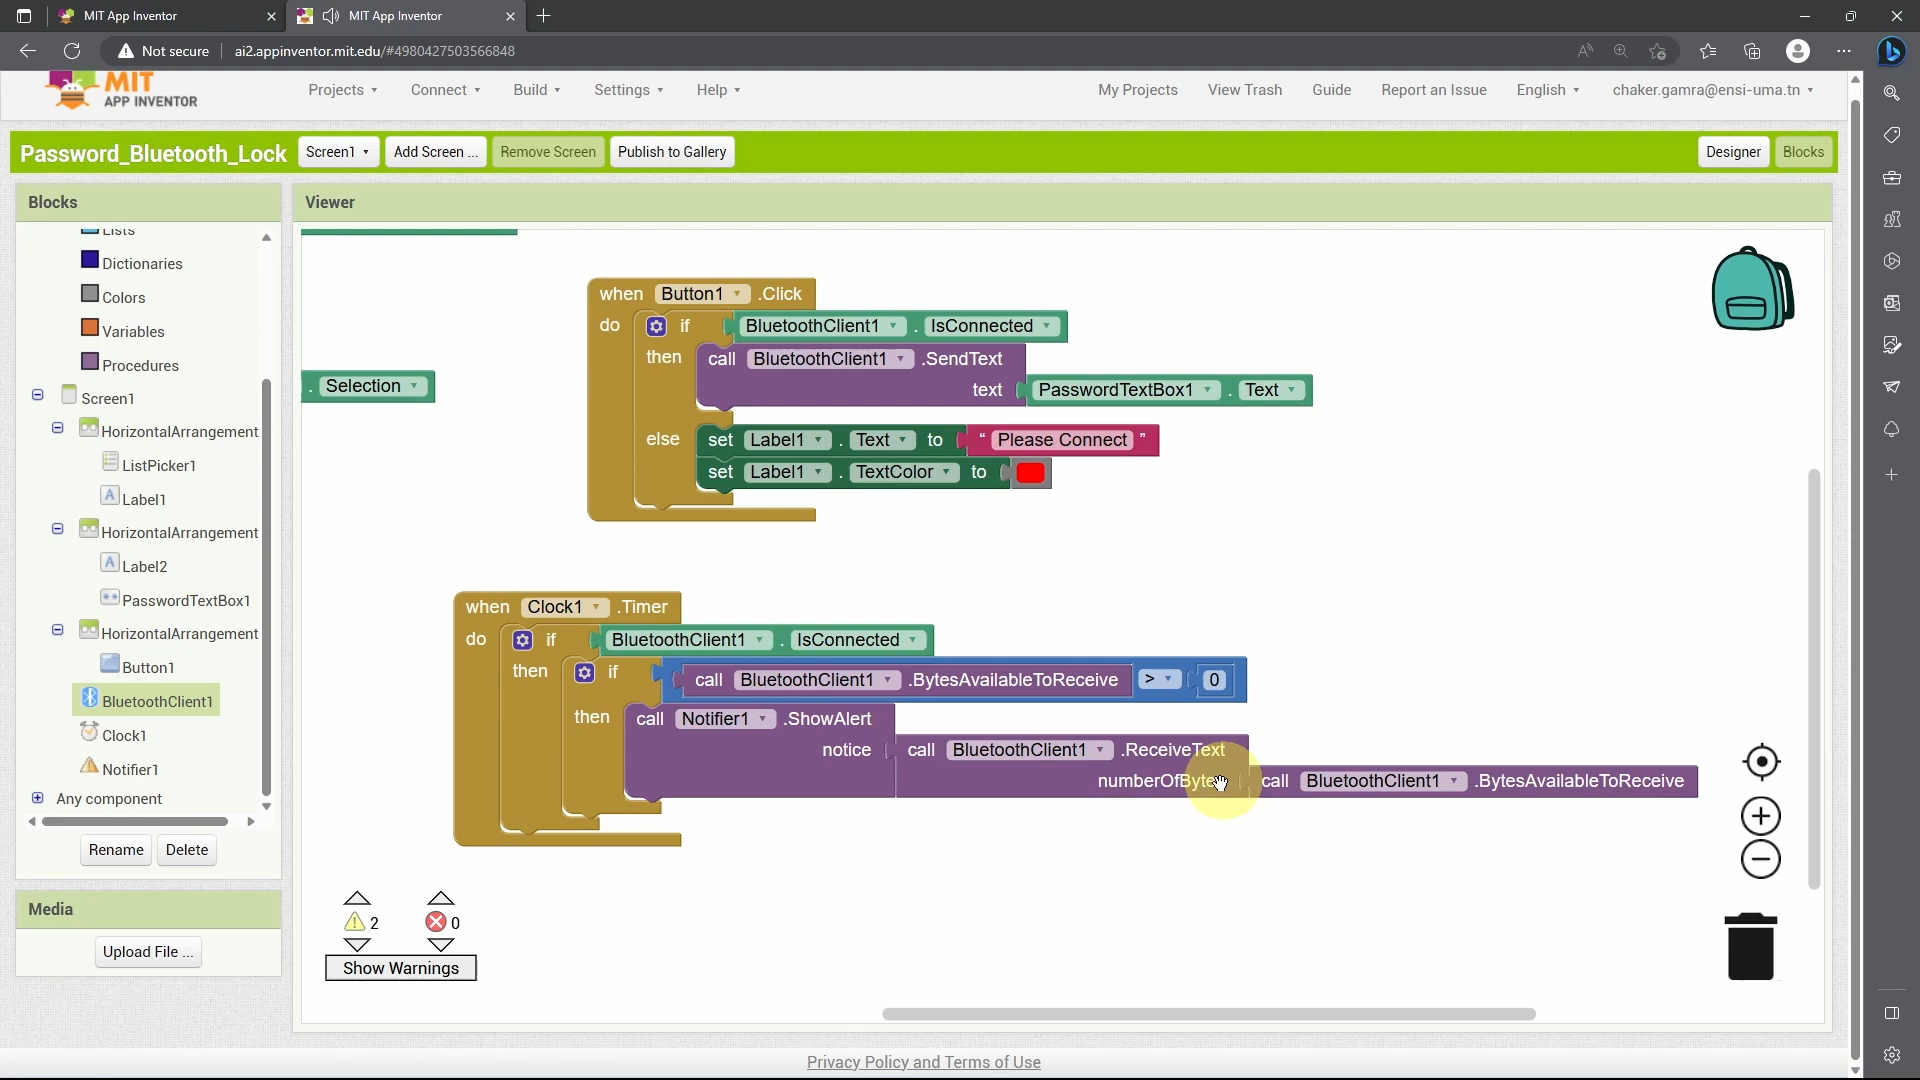 MIT App Inventor
MIT App Inventor
Not secure
ai2.appinventor.mit.edu/#4980427503566848
MIT
APP INVENTOR
Projects
Connect
Build
Settings
Help
My Projects
View Trash
Guide
Report an Issue
English
chaker.gamra@ensi-uma.tn
Password_Bluetooth_Lock
Screen1
Add Screen ...
Remove Screen
Publish to Gallery
Designer
Blocks
Blocks
Viewer
Lists
Dictionaries
Colors
Variables
Procedures
Screen1
HorizontalArrangement
ListPicker1
Label1
HorizontalArrangement
Label2
PasswordTextBox1
HorizontalArrangement
Button1
BluetoothClient1
Clock1
Notifier1
Any component
Rename
Delete
Media
Upload File ...
. Selection
when Button1 .Click
do if BluetoothClient1 . IsConnected
then call BluetoothClient1 .SendText
text PasswordTextBox1 . Text
else set Label1 . Text to “ Please Connect ”
set Label1 . TextColor to
when Clock1 .Timer
do if BluetoothClient1 . IsConnected
then if call BluetoothClient1 .BytesAvailableToReceive > 0
then call Notifier1 .ShowAlert
notice call BluetoothClient1 .ReceiveText
numberOfBytes call BluetoothClient1 .BytesAvailableToReceive
2
0
Show Warnings
Privacy Policy and Terms of Use